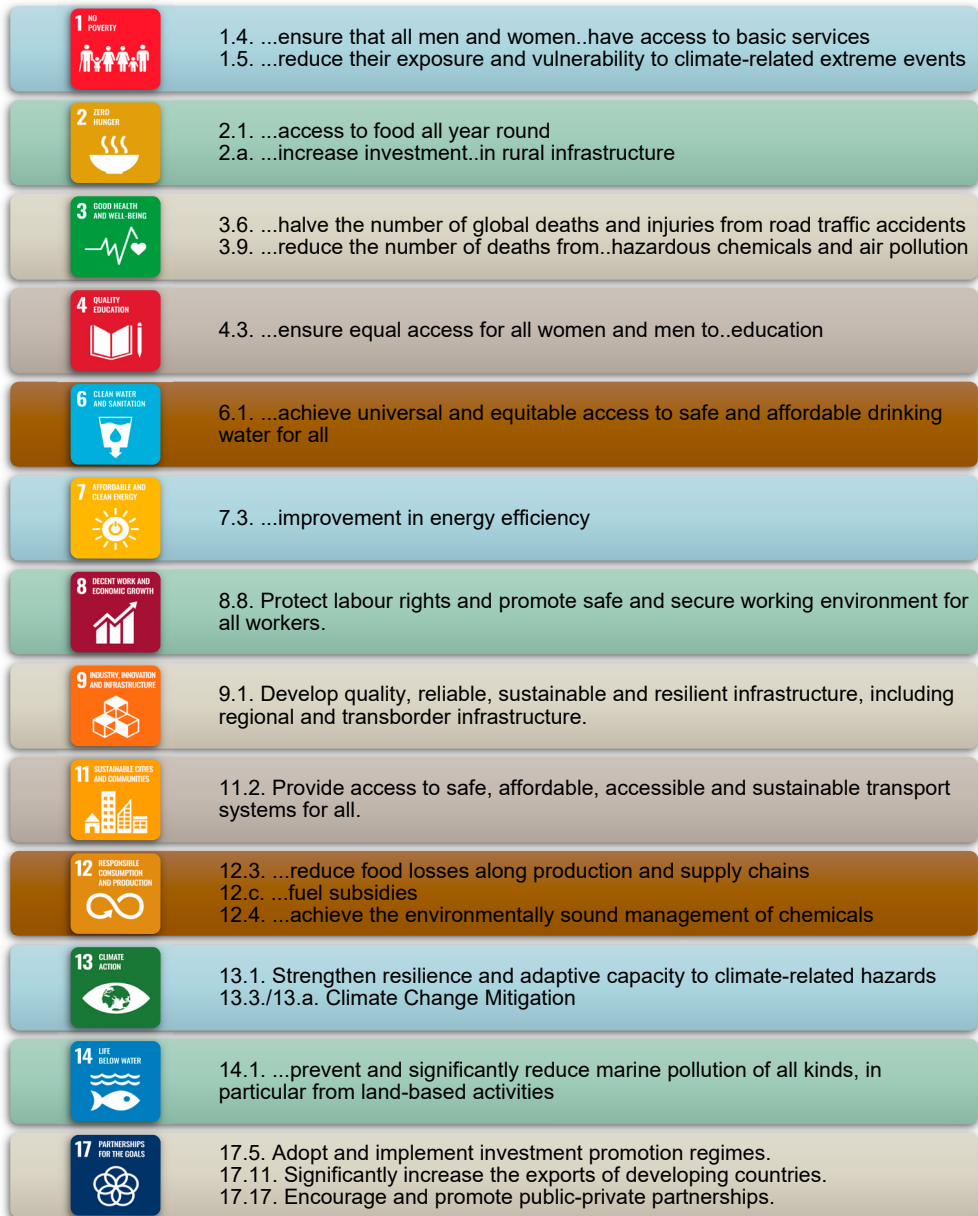 1 NO
POVERTY
1.4. ...ensure that all men and women..have access to basic services
1.5. ...reduce their exposure and vulnerability to climate-related extreme events
2 ZERO
HUNGER
2.1. ...access to food all year round
2.a. ...increase investment..in rural infrastructure
3 GOOD HEALTH
AND WELL-BEING
3.6. ...halve the number of global deaths and injuries from road traffic accidents
3.9. ...reduce the number of deaths from..hazardous chemicals and air pollution
4 QUALITY
EDUCATION
4.3. ...ensure equal access for all women and men to..education
6 CLEAN WATER
AND SANITATION
6.1. ...achieve universal and equitable access to safe and affordable drinking
water for all
7 AFFORDABLE AND
CLEAN ENERGY
7.3. ...improvement in energy efficiency
8 DECENT WORK AND
ECONOMIC GROWTH
8.8. Protect labour rights and promote safe and secure working environment for
all workers.
9 INDUSTRY, INNOVATION
AND INFRASTRUCTURE
9.1. Develop quality, reliable, sustainable and resilient infrastructure, including
regional and transborder infrastructure.
11 SUSTAINABLE CITIES
AND COMMUNITIES
11.2. Provide access to safe, affordable, accessible and sustainable transport
systems for all.
12 RESPONSIBLE
CONSUMPTION
AND PRODUCTION
12.3. ...reduce food losses along production and supply chains
12.c. ...fuel subsidies
12.4. ...achieve the environmentally sound management of chemicals
13 CLIMATE
ACTION
13.1. Strengthen resilience and adaptive capacity to climate-related hazards
13.3./13.a. Climate Change Mitigation
14 LIFE
BELOW WATER
14.1. ...prevent and significantly reduce marine pollution of all kinds, in
particular from land-based activities
17 PARTNERSHIPS
FOR THE GOALS
17.5. Adopt and implement investment promotion regimes.
17.11. Significantly increase the exports of developing countries.
17.17. Encourage and promote public-private partnerships.